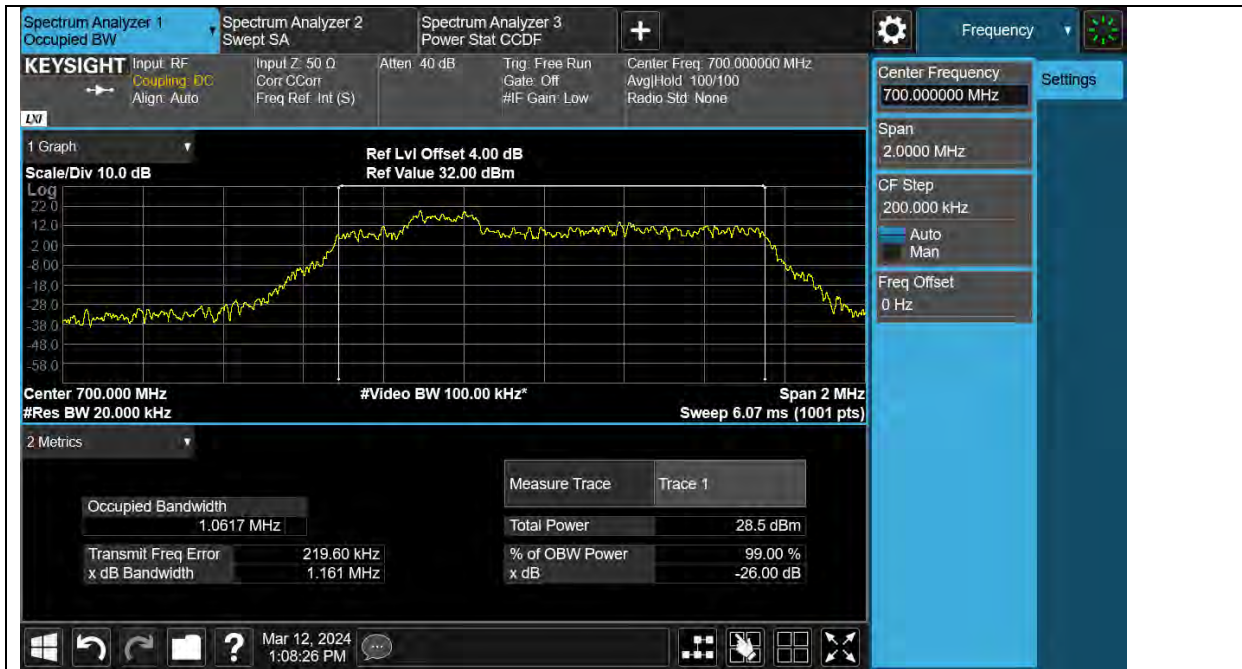 Spectrum Analyzer 1
Occupied BW
Spectrum Analyzer 2
Swept SA
Spectrum Analyzer 3
Power Stat CCDF
+
Frequency
KEYSIGHT
Input: RF
Coupling: DC
Align: Auto
Input Z: 50 Ω
Corr CCorr
Freq Ref: Int (S)
Atten: 40 dB
Trig: Free Run
Gate: Off
#IF Gain: Low
Center Freq: 700.000000 MHz
Avg|Hold: 100/100
Radio Std: None
LXI
Center Frequency
700.000000 MHz
Settings
Span
2.0000 MHz
CF Step
200.000 kHz
Auto
Man
Freq Offset
0 Hz
1 Graph
Scale/Div 10.0 dB
Ref Lvl Offset 4.00 dB
Ref Value 32.00 dBm
Log
22.0
12.0
2.00
-8.00
-18.0
-28.0
-38.0
-48.0
-58.0
Center 700.000 MHz
#Video BW 100.00 kHz*
Span 2 MHz
#Res BW 20.000 kHz
Sweep 6.07 ms (1001 pts)
2 Metrics
Measure Trace Trace 1
Occupied Bandwidth
1.0617 MHz
Total Power 28.5 dBm
Transmit Freq Error 219.60 kHz
% of OBW Power 99.00 %
x dB Bandwidth 1.161 MHz
x dB -26.00 dB
?
Mar 12, 2024
1:08:26 PM